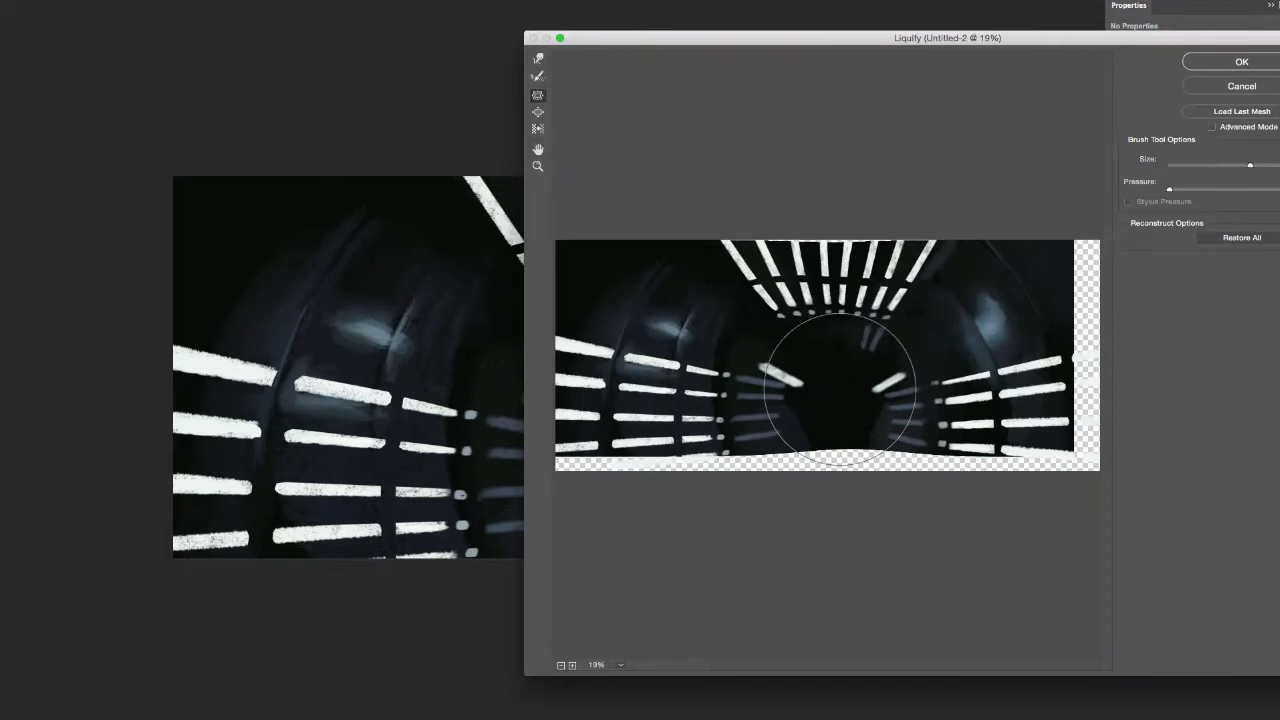 Properties
No Properties
Liquify (Untitled-2 @ 19%)
OK
Cancel
Load Last Mesh
Advanced Mode
Brush Tool Options
Size:
Pressure:
Stylus Pressure
Reconstruct Options
Restore All
19%